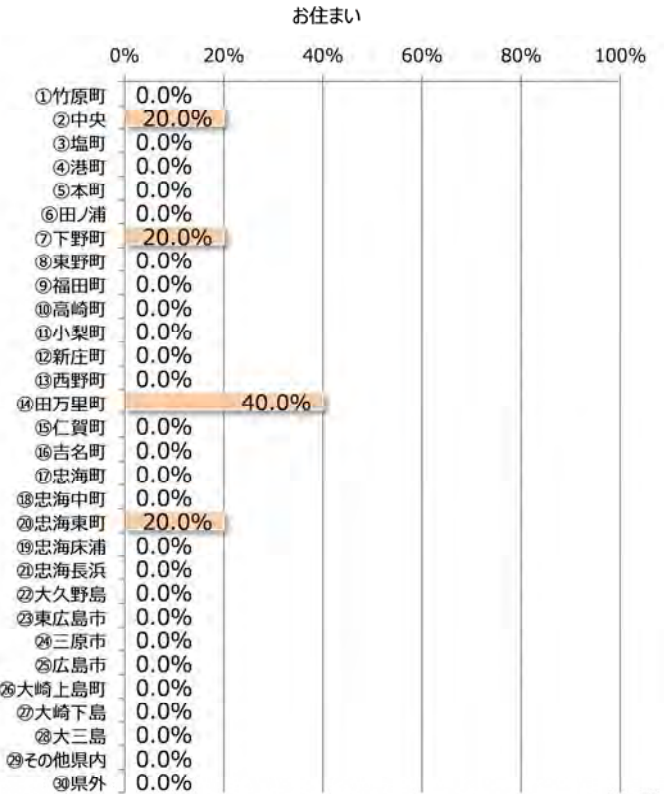 お住まい
0% 20% 40% 60% 80% 100%
①竹原町 0.0%
②中央 20.0%
③塩町 0.0%
④港町 0.0%
⑤本町 0.0%
⑥田ノ浦 0.0%
⑦下野町 20.0%
⑧東野町 0.0%
⑨福田町 0.0%
⑩高崎町 0.0%
⑪小梨町 0.0%
⑫新庄町 0.0%
⑬西野町 0.0%
⑭田万里町 40.0%
⑮仁賀町 0.0%
⑯吉名町 0.0%
⑰忠海町 0.0%
⑱忠海中町 0.0%
⑳忠海東町 20.0%
⑲忠海床浦 0.0%
㉑忠海長浜 0.0%
㉒大久野島 0.0%
㉓東広島市 0.0%
㉔三原市 0.0%
㉕広島市 0.0%
㉖大崎上島町 0.0%
㉗大崎下島 0.0%
㉘大三島 0.0%
㉙その他県内 0.0%
㉚県外 0.0%